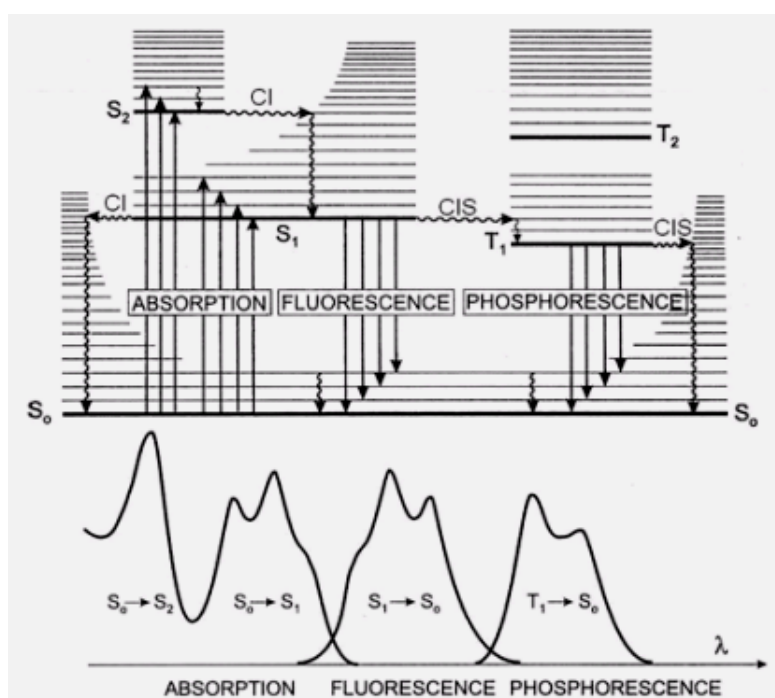 S₂
CI
T₂
CI
S₁
CIS
T₁
CIS
ABSORPTION
FLUORESCENCE
PHOSPHORESCENCE
Sₒ
Sₒ
Sₒ→S₂
Sₒ→S₁
S₁→Sₒ
T₁→Sₒ
λ
ABSORPTION
FLUORESCENCE
PHOSPHORESCENCE